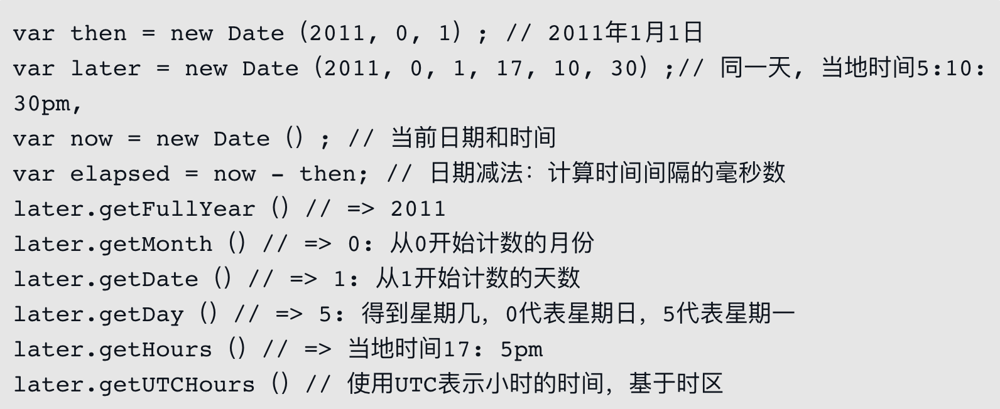 var then = new Date (2011, 0, 1) ; // 2011年1月1日
var later = new Date (2011, 0, 1, 17, 10, 30) ;// 同一天, 当地时间5:10:
30pm,
var now = new Date () ; // 当前日期和时间
var elapsed = now - then; // 日期减法：计算时间间隔的毫秒数
later.getFullYear () // => 2011
later.getMonth () // => 0: 从0开始计数的月份
later.getDate () // => 1: 从1开始计数的天数
later.getDay () // => 5: 得到星期几，0代表星期日，5代表星期一
later.getHours () // => 当地时间17: 5pm
later.getUTCHours () // 使用UTC表示小时的时间，基于时区